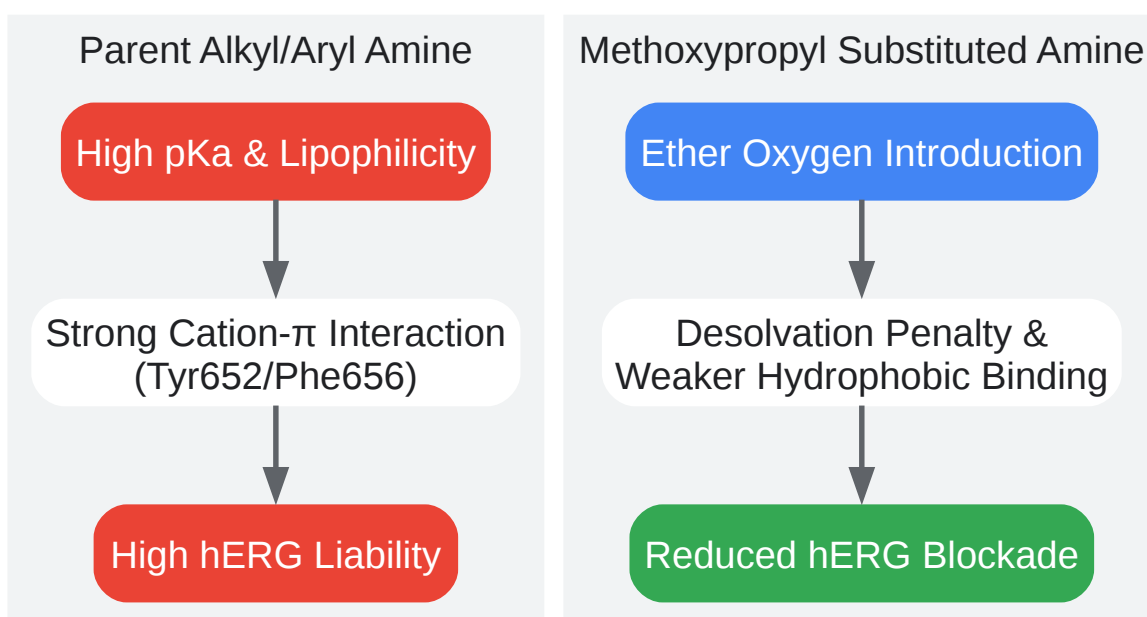 Parent Alkyl/Aryl Amine
High pKa & Lipophilicity
Strong Cation-π Interaction
(Tyr652/Phe656)
High hERG Liability
Methoxypropyl Substituted Amine
Ether Oxygen Introduction
Desolvation Penalty &
Weaker Hydrophobic Binding
Reduced hERG Blockade